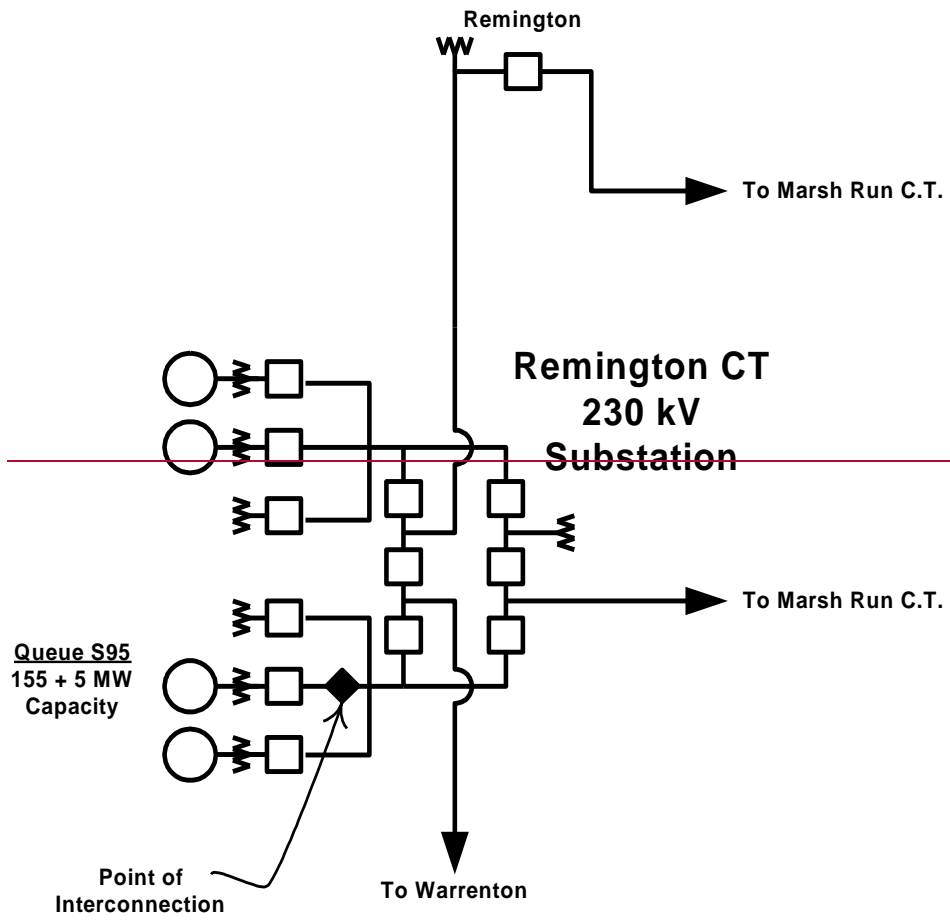 Remington
To Marsh Run C.T.
Remington CT
230 kV
Substation
To Marsh Run C.T.
Queue S95
155 + 5 MW
Capacity
Point of
Interconnection
To Warrenton